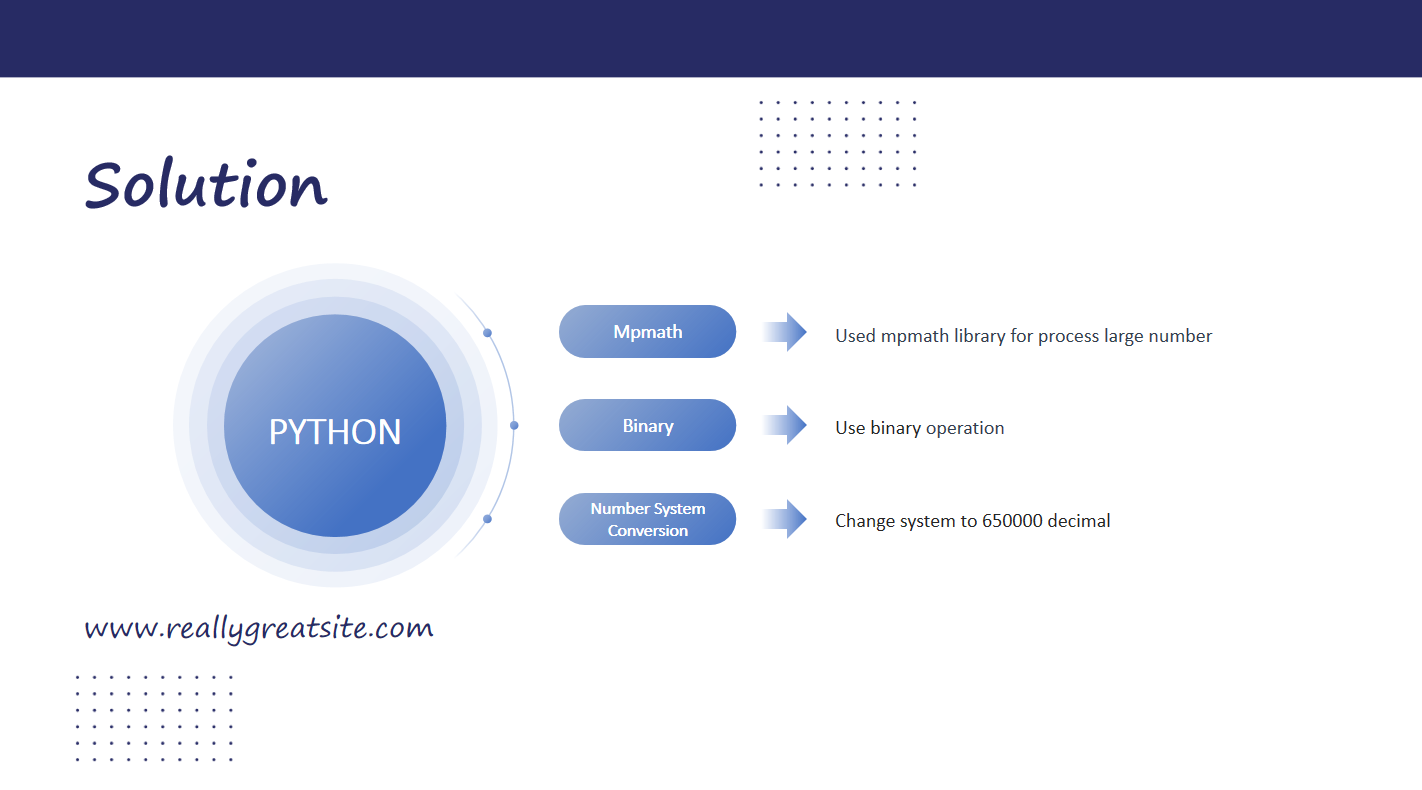 Solution
PYTHON
Mpmath
Used mpmath library for process large number
Binary
Use binary operation
Number System
Conversion
Change system to 650000 decimal
www.reallygreatsite.com